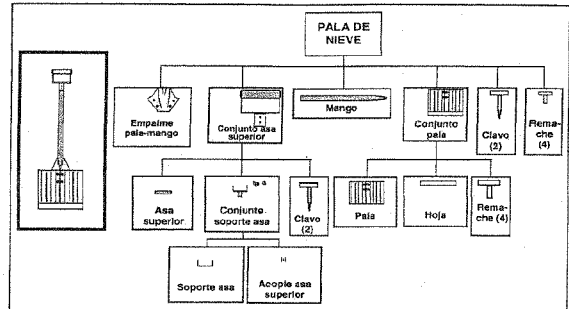 PALA DE
NIEVE
Empalme
pala-mango
Conjunto asa
superior
Mango
Conjunto
pala
Clavo
(2)
Rema-
che
(4)
Asa
superior
Conjunto
soporte asa
Clavo
(2)
Pala
Hoja
Rema-
che (4)
Soporte asa
Acople asa
superior